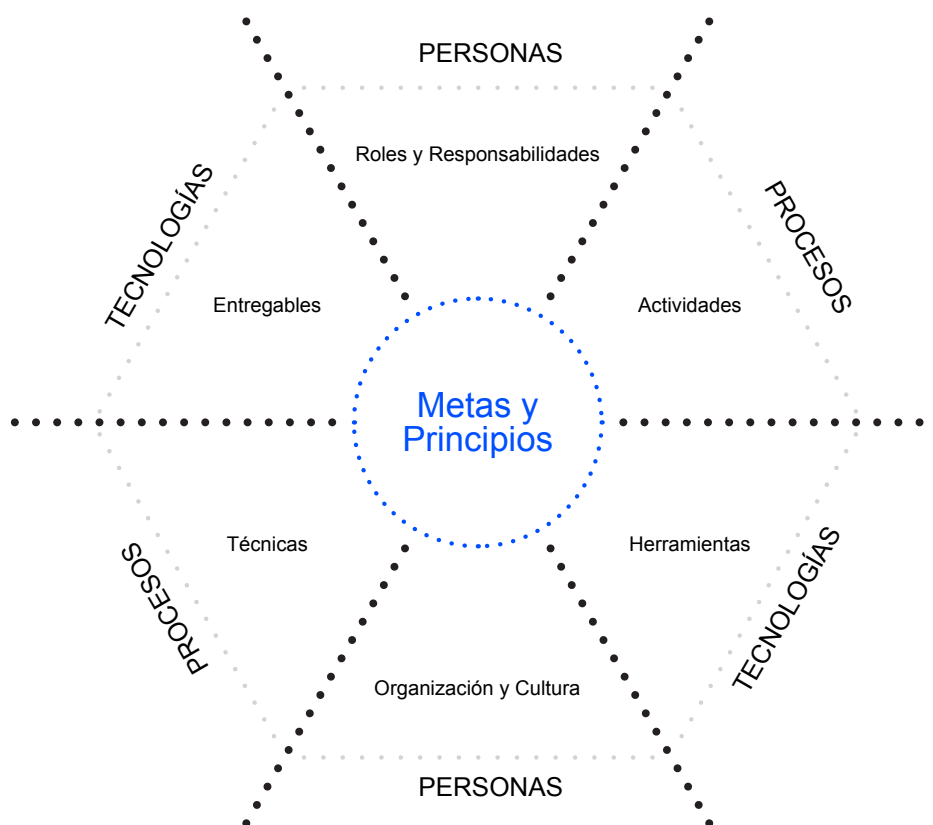 PERSONAS
Roles y Responsabilidades
TECNOLOGÍAS
PROCESOS
Entregables
Actividades
Metas y
Principios
Técnicas
Herramientas
PROCESOS
TECNOLOGÍAS
Organización y Cultura
PERSONAS